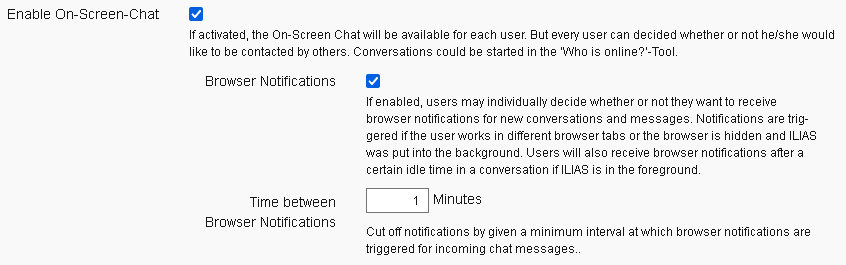 Enable On-Screen-Chat
If activated, the On-Screen Chat will be available for each user. But every user can decided whether or not he/she would
like to be contacted by others. Conversations could be started in the 'Who is online?'-Tool.
Browser Notifications
If enabled, users may individually decide whether or not they want to receive
browser notifications for new conversations and messages. Notifications are trig-
gered if the user works in different browser tabs or the browser is hidden and ILIAS
was put into the background. Users will also receive browser notifications after a
certain idle time in a conversation if ILIAS is in the foreground.
Time between
Browser Notifications
1 Minutes
Cut off notifications by given a minimum interval at which browser notifications are
triggered for incoming chat messages..